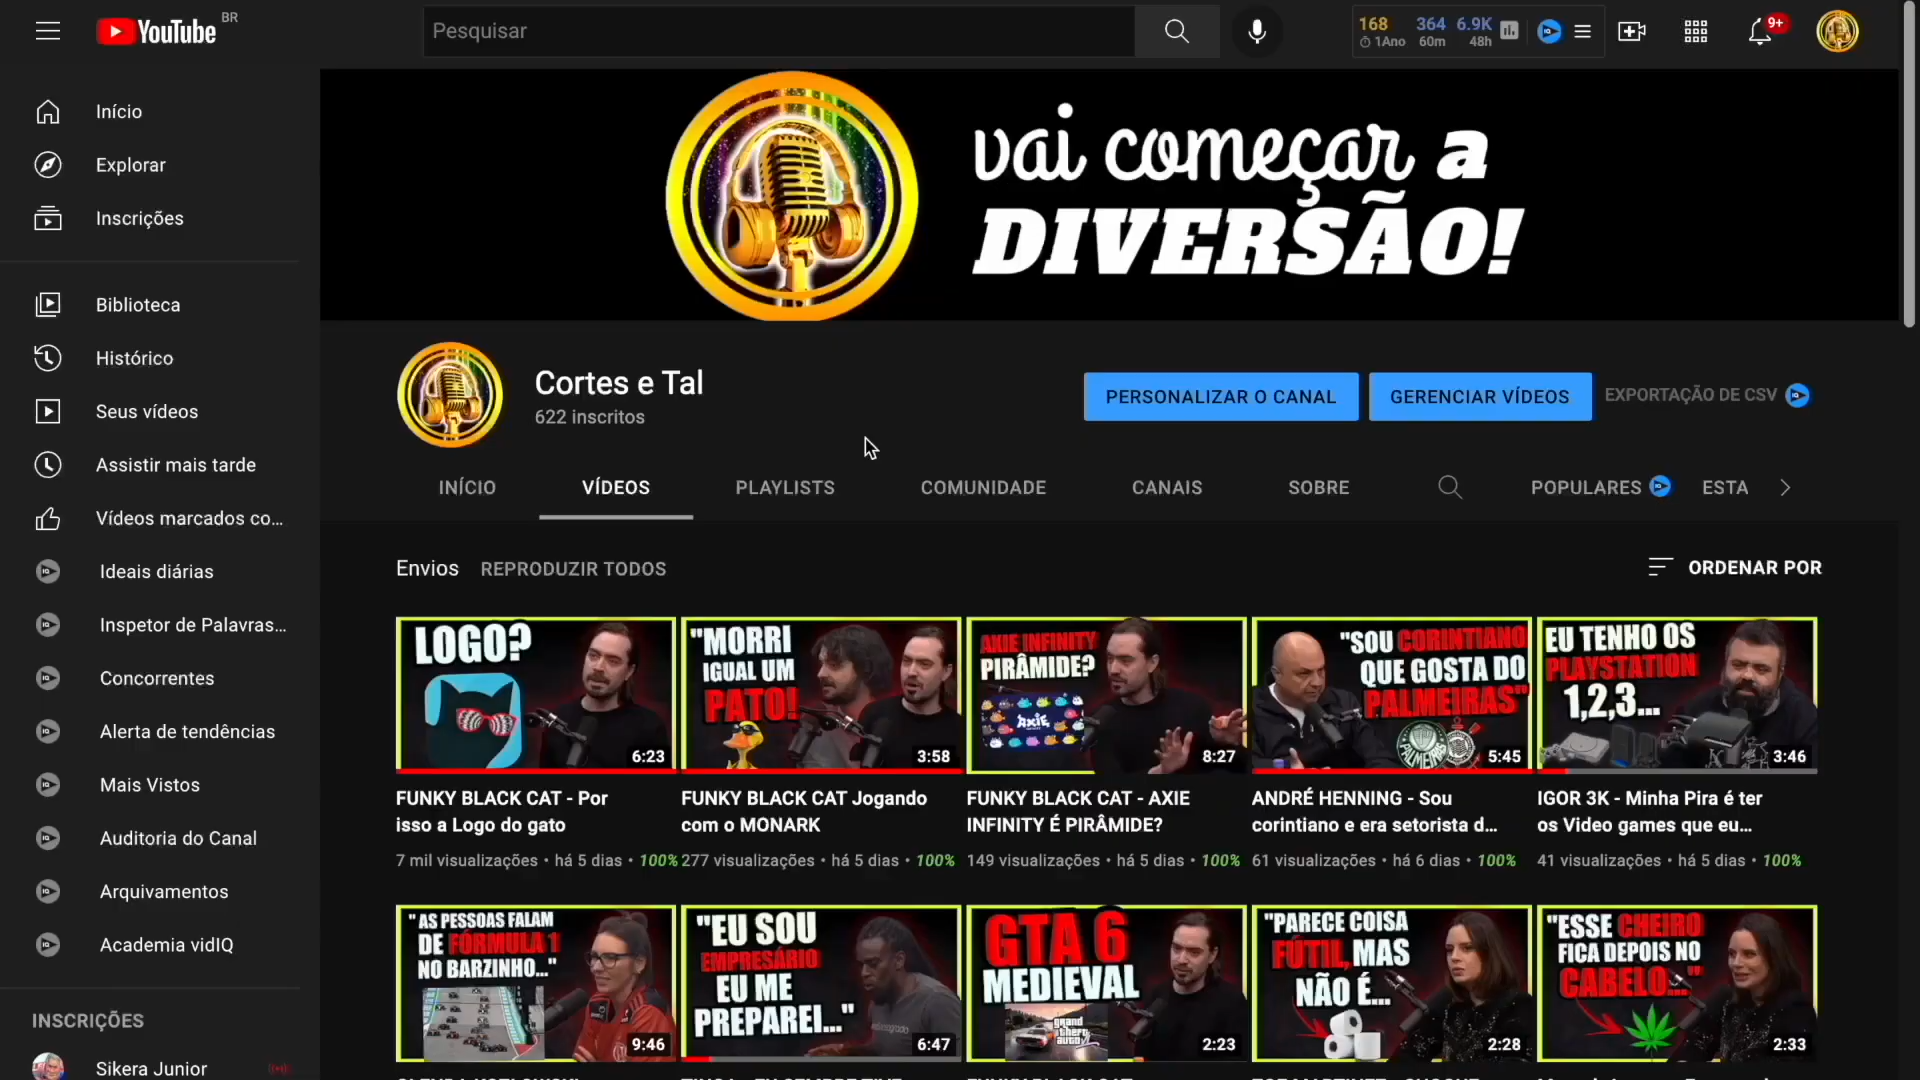 YouTube BR
Pesquisar
168 364 6.9K
1Ano 60m 48h
9+
Início
Explorar
Inscrições
Biblioteca
Histórico
Seus vídeos
Assistir mais tarde
Vídeos marcados co...
Ideais diárias
Inspetor de Palavras...
Concorrentes
Alerta de tendências
Mais Vistos
Auditoria do Canal
Arquivamentos
Academia vidIQ
INSCRIÇÕES
Sikera Junior
vai começar a
DIVERSÃO!
Cortes e Tal
622 inscritos
PERSONALIZAR O CANAL
GERENCIAR VÍDEOS
EXPORTAÇÃO DE CSV
INÍCIO
VÍDEOS
PLAYLISTS
COMUNIDADE
CANAIS
SOBRE
POPULARES
ESTA
Envios
REPRODUZIR TODOS
ORDENAR POR
LOGO?
6:23
FUNKY BLACK CAT - Por
isso a Logo do gato
7 mil visualizações • há 5 dias • 100%
"MORRI
IGUAL UM
PATO!
3:58
FUNKY BLACK CAT Jogando
com o MONARK
277 visualizações • há 5 dias • 100%
AXIE INFINITY
PIRÂMIDE?
AXIE
8:27
FUNKY BLACK CAT - AXIE
INFINITY É PIRÂMIDE?
149 visualizações • há 5 dias • 100%
"SOU CORINTIANO
QUE GOSTA DO
PALMEIRAS"
5:45
ANDRÉ HENNING - Sou
corintiano e era setorista d...
61 visualizações • há 6 dias • 100%
EU TENHO OS
PLAYSTATION
1,2,3...
3:46
IGOR 3K - Minha Pira é ter
os Video games que eu...
41 visualizações • há 5 dias • 100%
"AS PESSOAS FALAM
DE FÓRMULA 1
NO BARZINHO..."
9:46
"EU SOU
EMPRESÁRIO
EU ME
PREPAREI..."
6:47
GTA 6
MEDIEVAL
grand
theft
auto
2:23
"PARECE COISA
FÚTIL, MAS
NÃO É...
2:28
"ESSE CHEIRO
FICA DEPOIS NO
CABELO..."
2:33